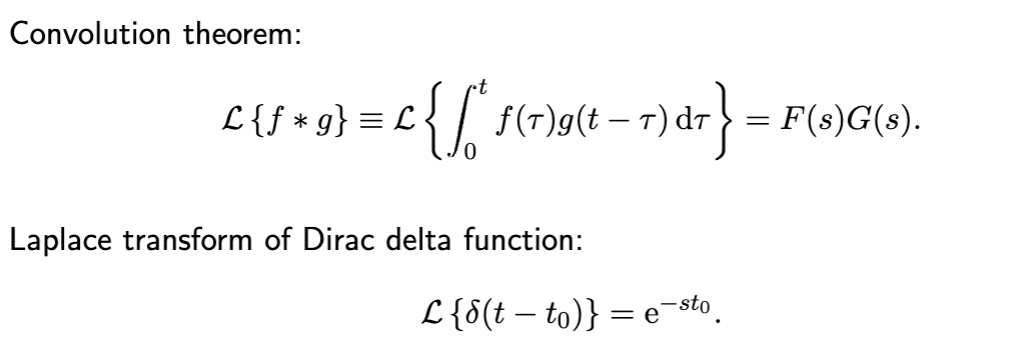 Convolution theorem:
ℒ{f ∗ g} ≡ ℒ{∫₀ᵗ f(τ)g(t − τ) dτ} = F(s)G(s).
Laplace transform of Dirac delta function:
ℒ{δ(t − t₀)} = e^{−st₀}.